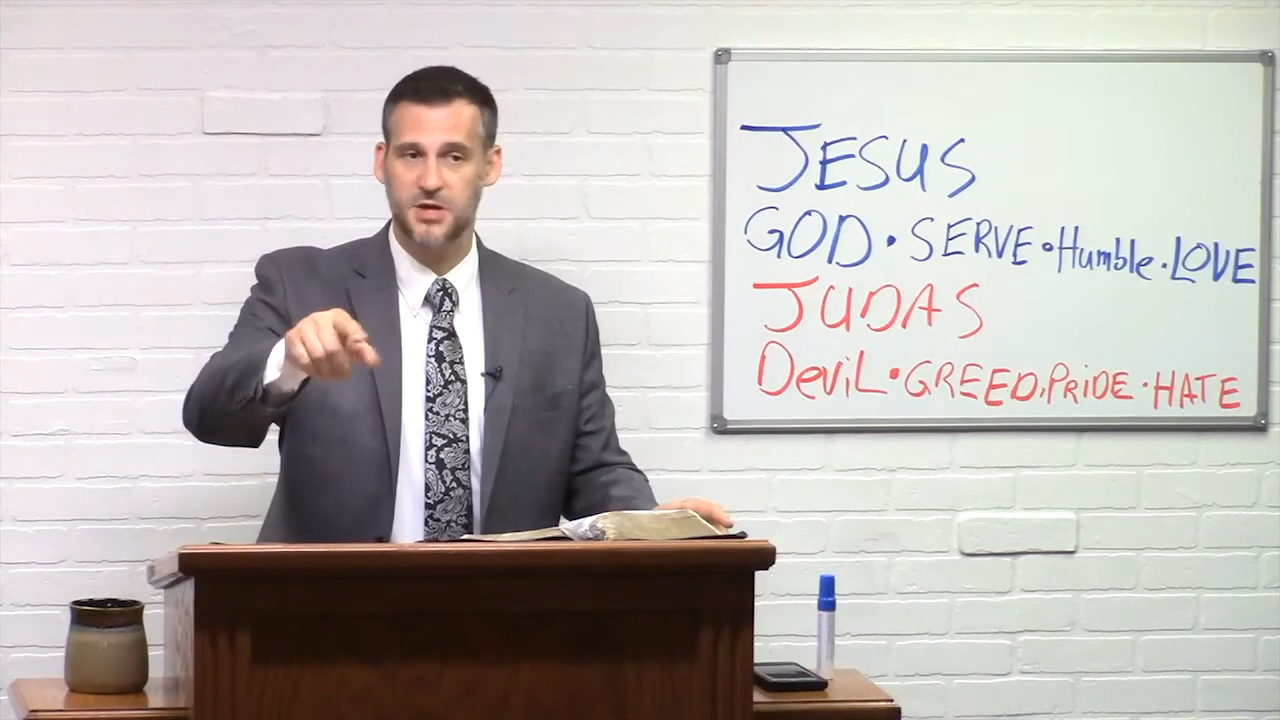 JESUS
GOD • SERVE • Humble • LOVE
JUDAS
DeviL • GREED • PRiDE • HATE